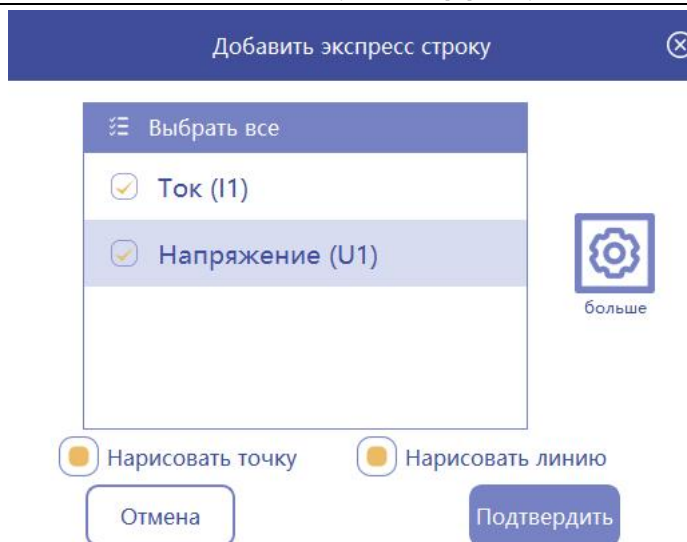 Добавить экспресс строку
Выбрать все
Ток (I1)
Напряжение (U1)
больше
Нарисовать точку
Нарисовать линию
Отмена
Подтвердить